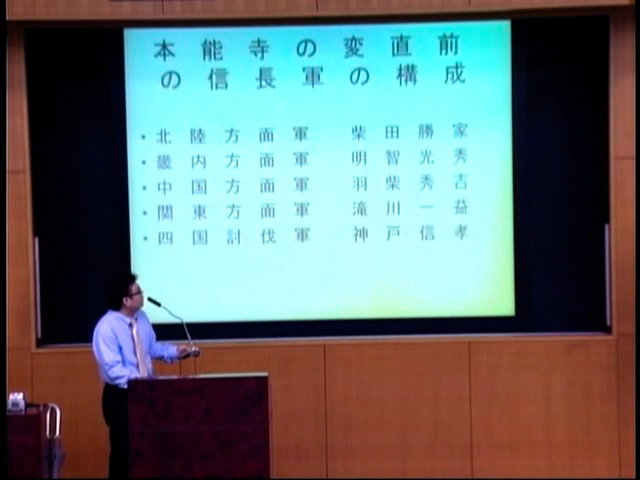 本能寺の変直前
の信長軍の構成
・北陸方面軍 柴田勝家
・畿内方面軍 明智光秀
・中国方面軍 羽柴秀吉
・関東方面軍 滝川一益
・四国討伐軍 神戸信孝